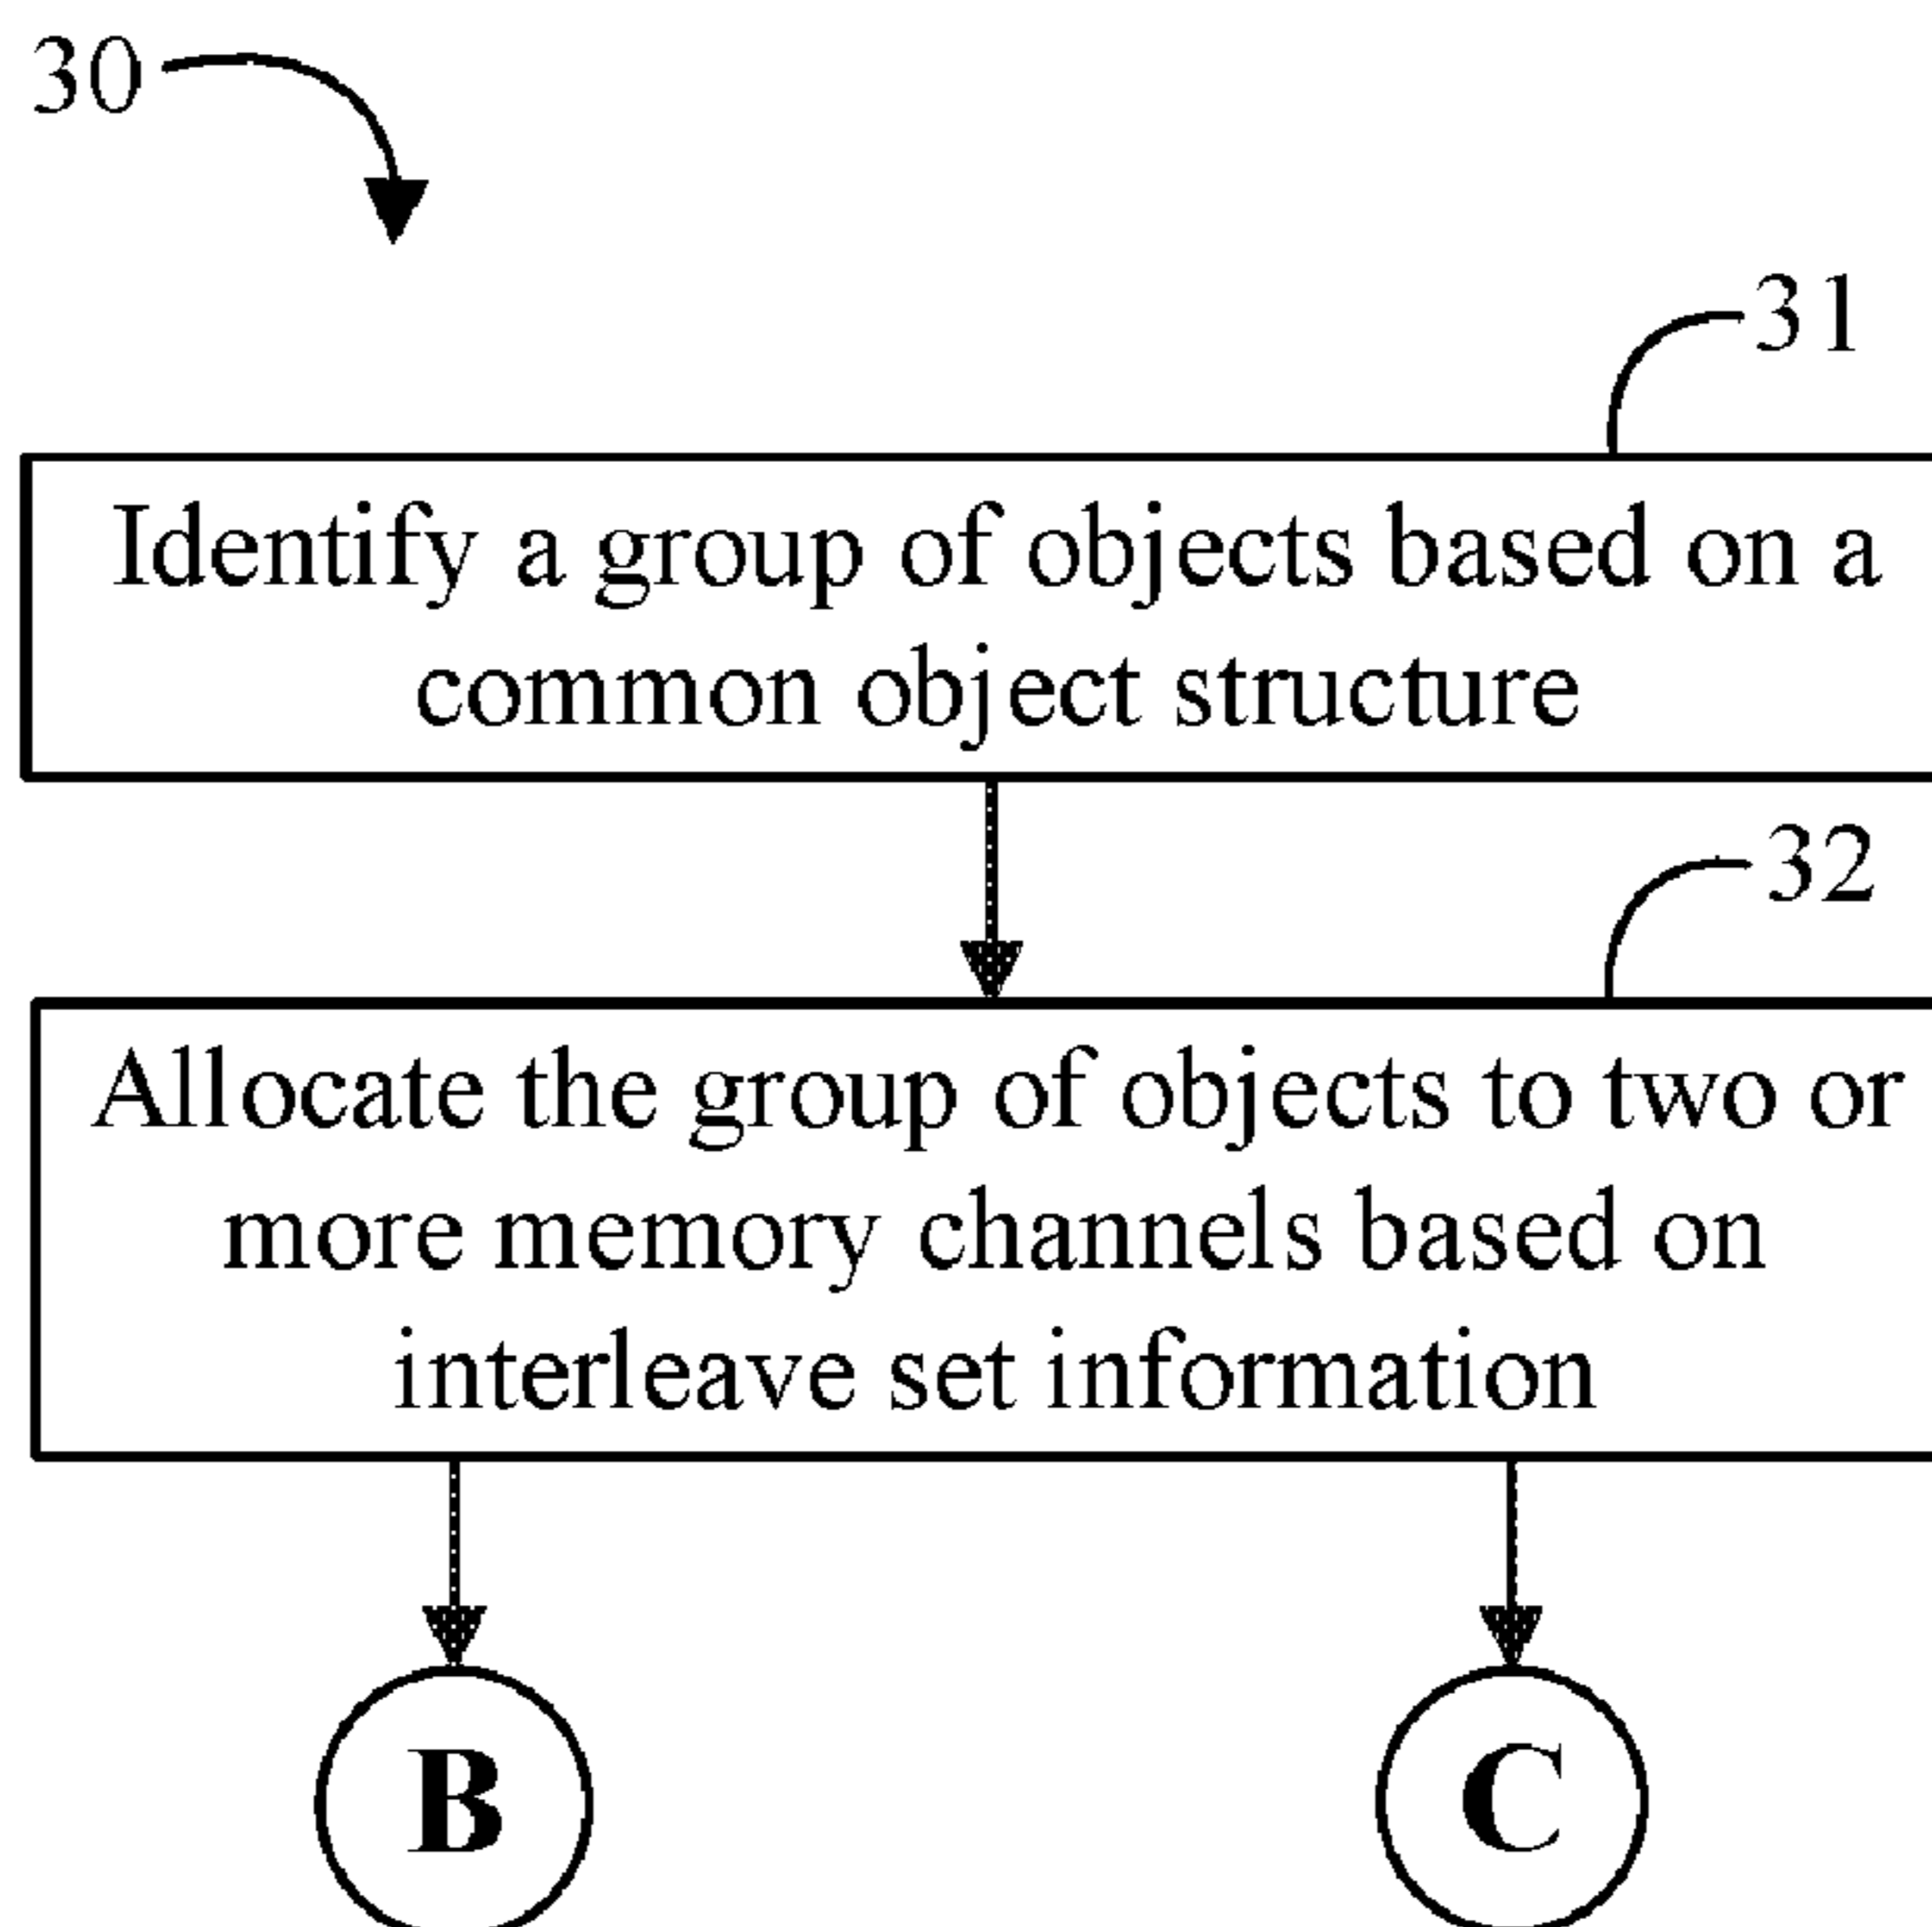 30
31
Identify a group of objects based on a
common object structure
32
Allocate the group of objects to two or
more memory channels based on
interleave set information
B
C